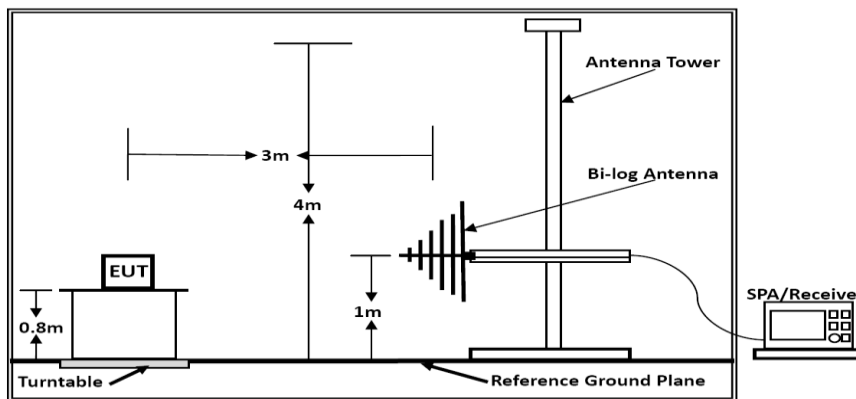 Antenna Tower
3m
Bi-log Antenna
4m
EUT
SPA/Receive
0.8m
1m
Turntable
Reference Ground Plane